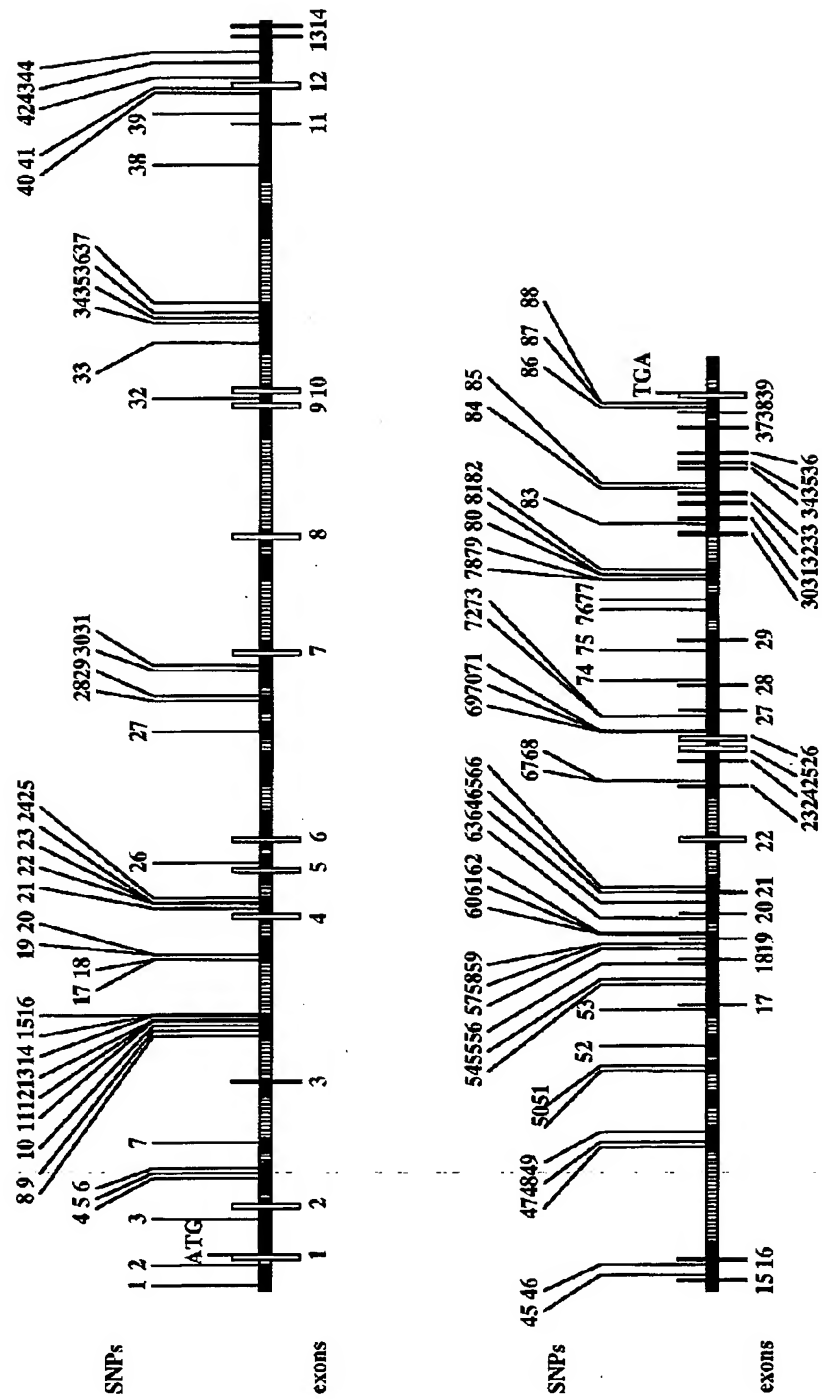 8 9 10 11121314 1516 19 20 21 22 23 2425 40 41 424344
4 5 6 17 18 28293031 34353637
SNPs
1 2 3 7 26 27 32 33 38 39
ATG
exons 1 2 3 4 5 6 7 8 9 10 11 12 1314
545556 575859 606162 63646566 697071 7273 7879 80 8182 84 85
SNPs 45 46 474849 5051 6768 86 87 88
52 53 74 75 7677 83
TGA
exons 1516 17 1819 20 21 22 27 28 29 373839
23242526 30313233 343536